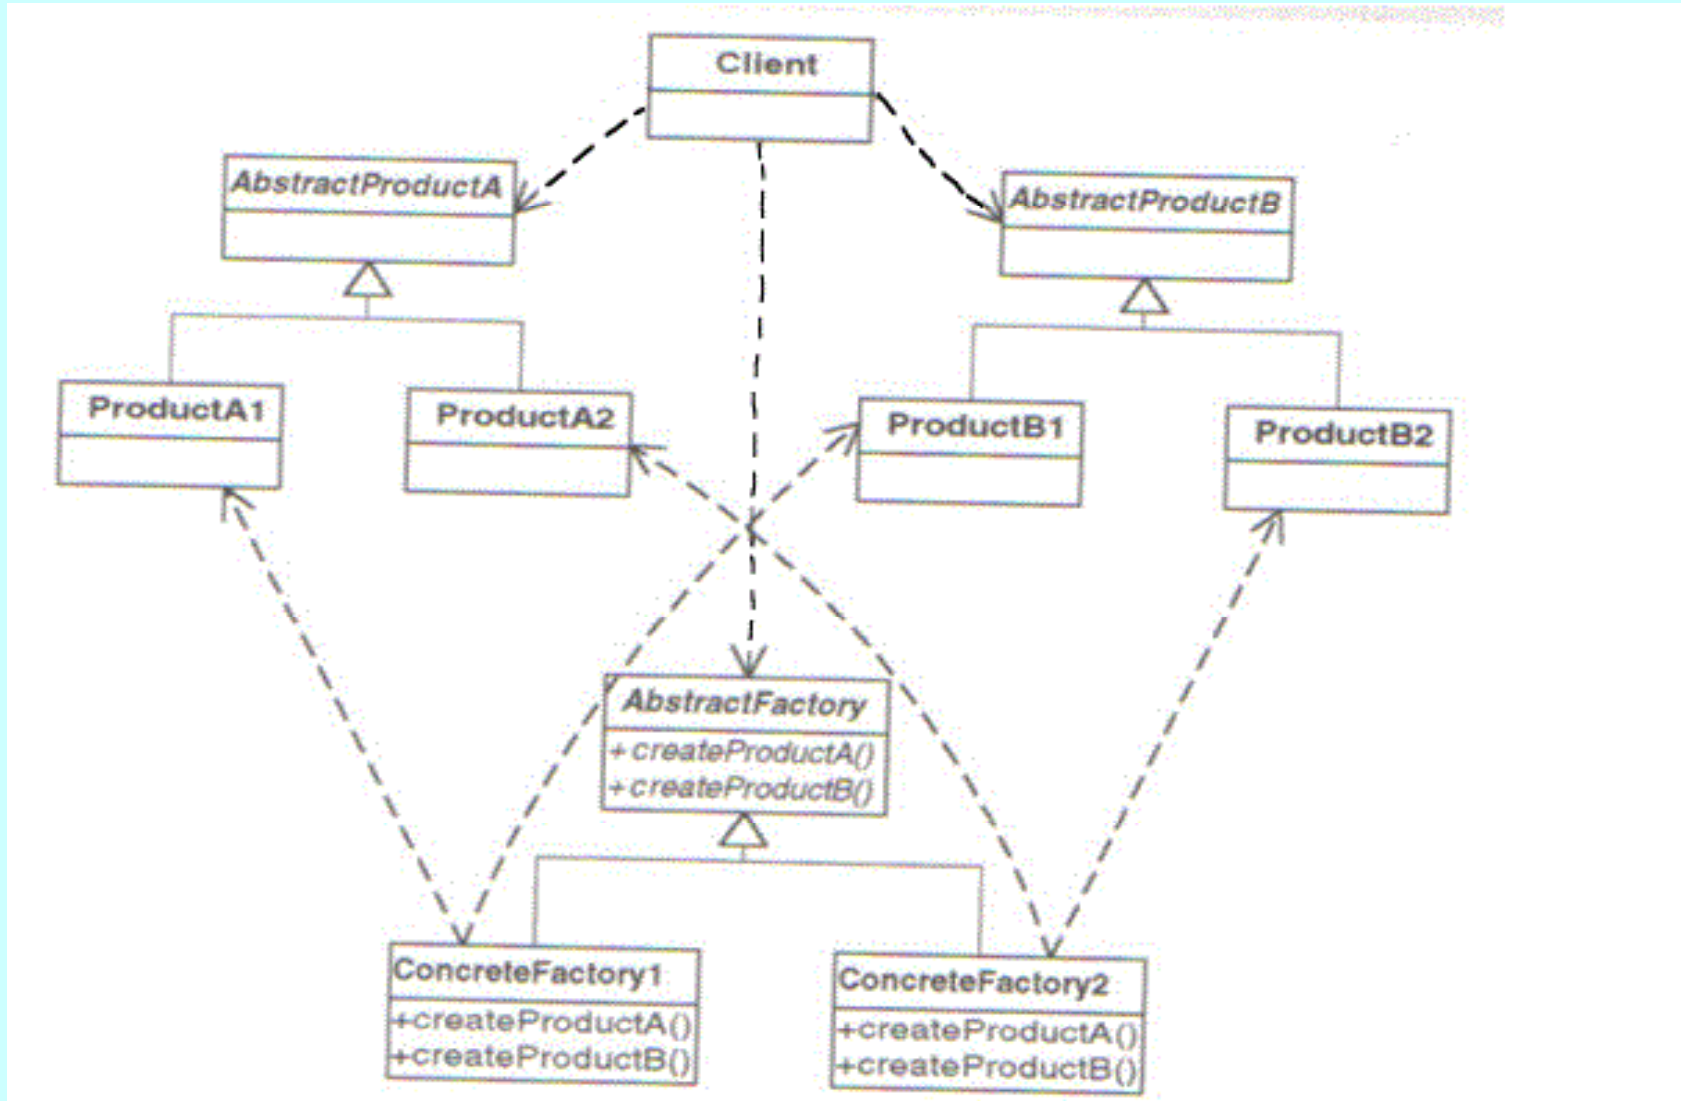 Client
AbstractProductA
AbstractProductB
ProductA1
ProductA2
ProductB1
ProductB2
AbstractFactory
+createProductA()
+createProductB()
ConcreteFactory1
+createProductA()
+createProductB()
ConcreteFactory2
+createProductA()
+createProductB()